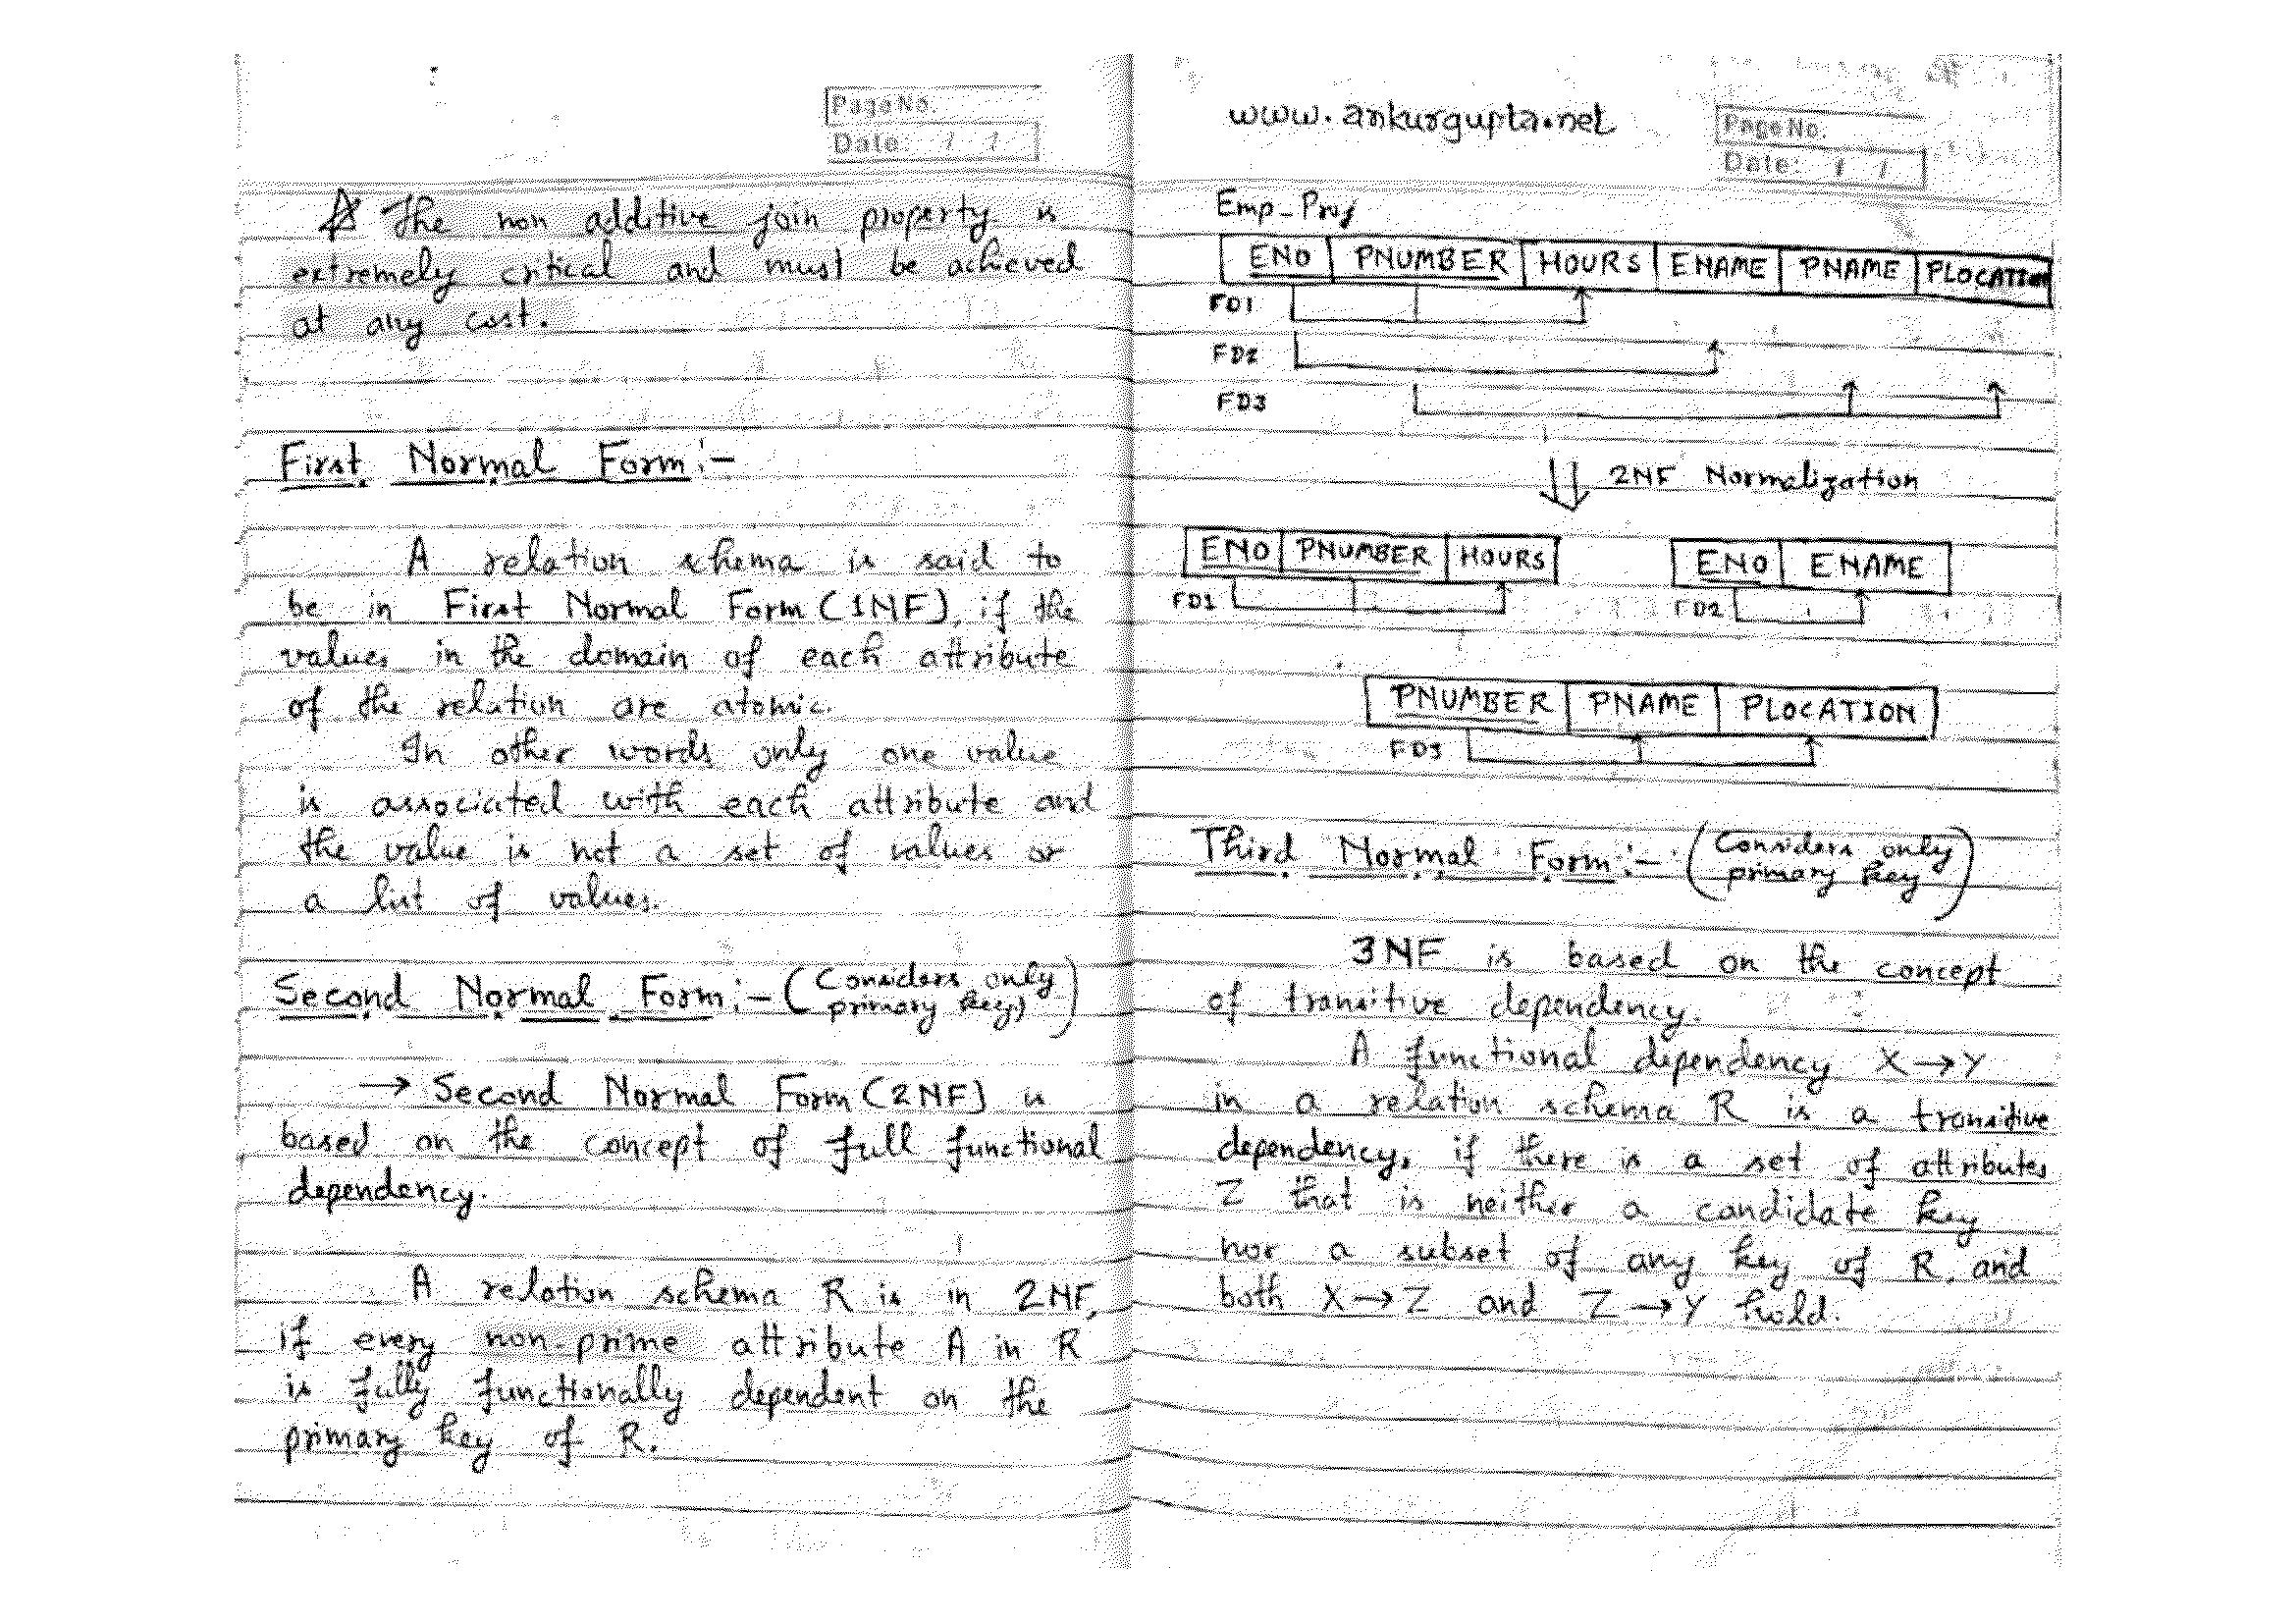 Page No.
Date: / /
☆ The non additive join property is
extremely critical and must be achieved
at any cost.
First Normal Form:-
A relation schema is said to
be in First Normal Form (1NF), if the
values in the domain of each attribute
of the relation are atomic.
In other words only one value
is associated with each attribute and
the value is not a set of values or
a list of values.
Second Normal Form:- (Considers only
primary key)
→ Second Normal Form (2NF) is
based on the concept of full functional
dependency.
A relation schema R is in 2NF,
if every non-prime attribute A in R
is fully functionally dependent on the
primary key of R.
www.ankurgupta.net
Page No.
Date: / /
Emp_Proj
ENO PNUMBER HOURS ENAME PNAME PLOCATION
FD1
FD2
FD3
2NF Normalization
ENO PNUMBER HOURS ENO ENAME
FD1 FD2
PNUMBER PNAME PLOCATION
FD3
Third Normal Form:- (Considers only
primary key)
3NF is based on the concept
of transitive dependency.
A functional dependency X→Y
in a relation schema R is a transitive
dependency, if there is a set of attributes
Z that is neither a candidate key
nor a subset of any key of R, and
both X→Z and Z→Y hold.